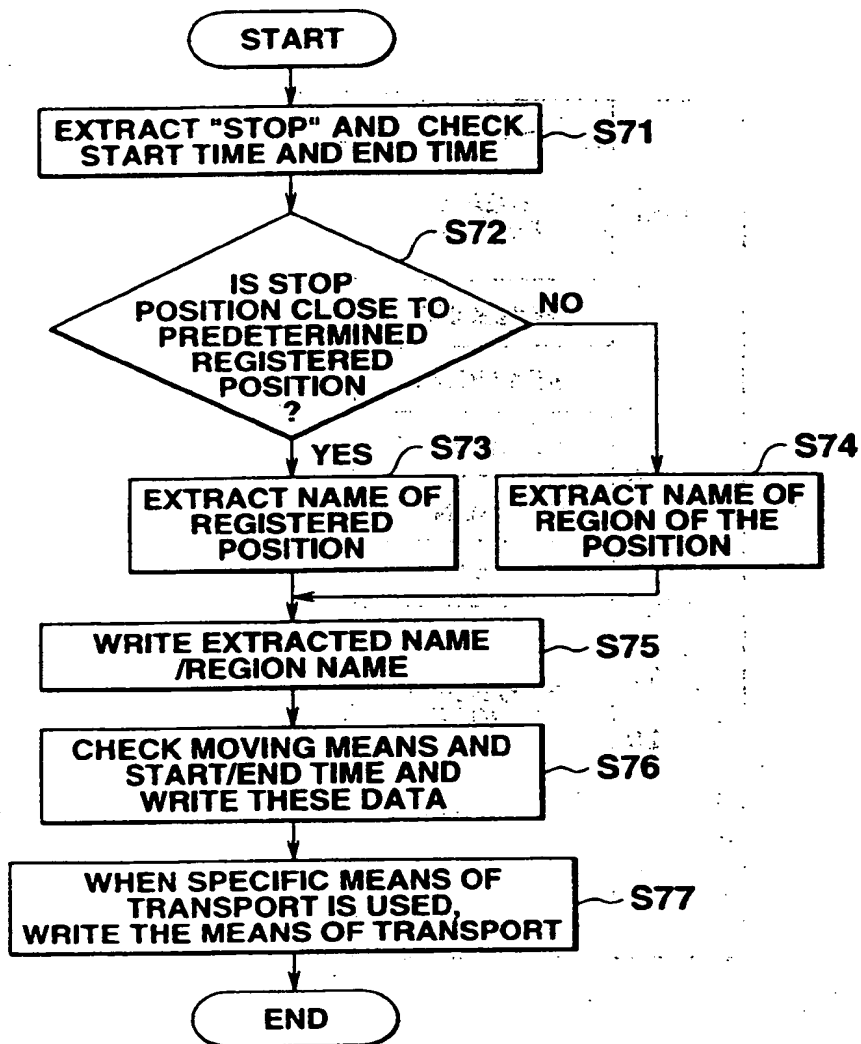 START
EXTRACT "STOP" AND CHECK
START TIME AND END TIME
S71
S72
IS STOP
POSITION CLOSE TO
PREDETERMINED
REGISTERED
POSITION
?
NO
YES
S73
S74
EXTRACT NAME OF
REGISTERED
POSITION
EXTRACT NAME OF
REGION OF THE
POSITION
WRITE EXTRACTED NAME
/REGION NAME
S75
CHECK MOVING MEANS AND
START/END TIME AND
WRITE THESE DATA
S76
WHEN SPECIFIC MEANS OF
TRANSPORT IS USED,
WRITE THE MEANS OF TRANSPORT
S77
END